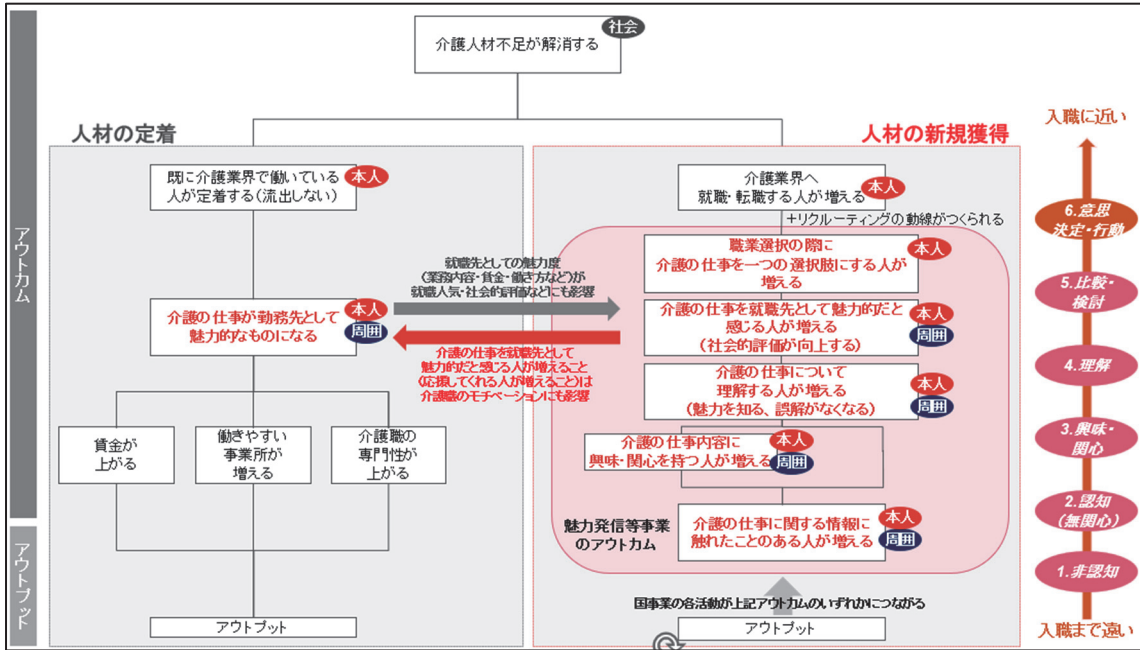 社会
介護人材不足が解消する
人材の定着
人材の新規獲得
入職に近い
既に介護業界で働いている
人が定着する(流出しない)
本人
介護業界へ
就職・転職する人が増える
本人
+リクルーティングの動線がつくられる
6.意思
決定・行動
アウトカム
職業選択の際に
介護の仕事を一つの選択肢にする人が
増える
本人
就職先としての魅力度
(業務内容・賃金・働き方など)が
就職人気・社会的評価などにも影響
5.比較・
検討
介護の仕事が勤務先として
魅力的なものになる
本人
周囲
介護の仕事を就職先として魅力的だと
感じる人が増える
(社会的評価が向上する)
本人
周囲
介護の仕事を就職先として
魅力的だと感じる人が増えること
(応援してくれる人が増えること)は
介護職のモチベーションにも影響
4.理解
介護の仕事について
理解する人が増える
(魅力を知る、誤解がなくなる)
本人
周囲
賃金が
上がる
働きやすい
事業所が
増える
介護職の
専門性が
上がる
介護の仕事内容に
興味・関心を持つ人が増える
本人
周囲
3.興味・
関心
魅力発信等事業
のアウトカム
介護の仕事に関する情報に
触れたことのある人が増える
本人
周囲
2.認知
(無関心)
1.非認知
アウトプット
国事業の各活動が上記アウトカムのいずれかにつながる
アウトプット
アウトプット
入職まで遠い